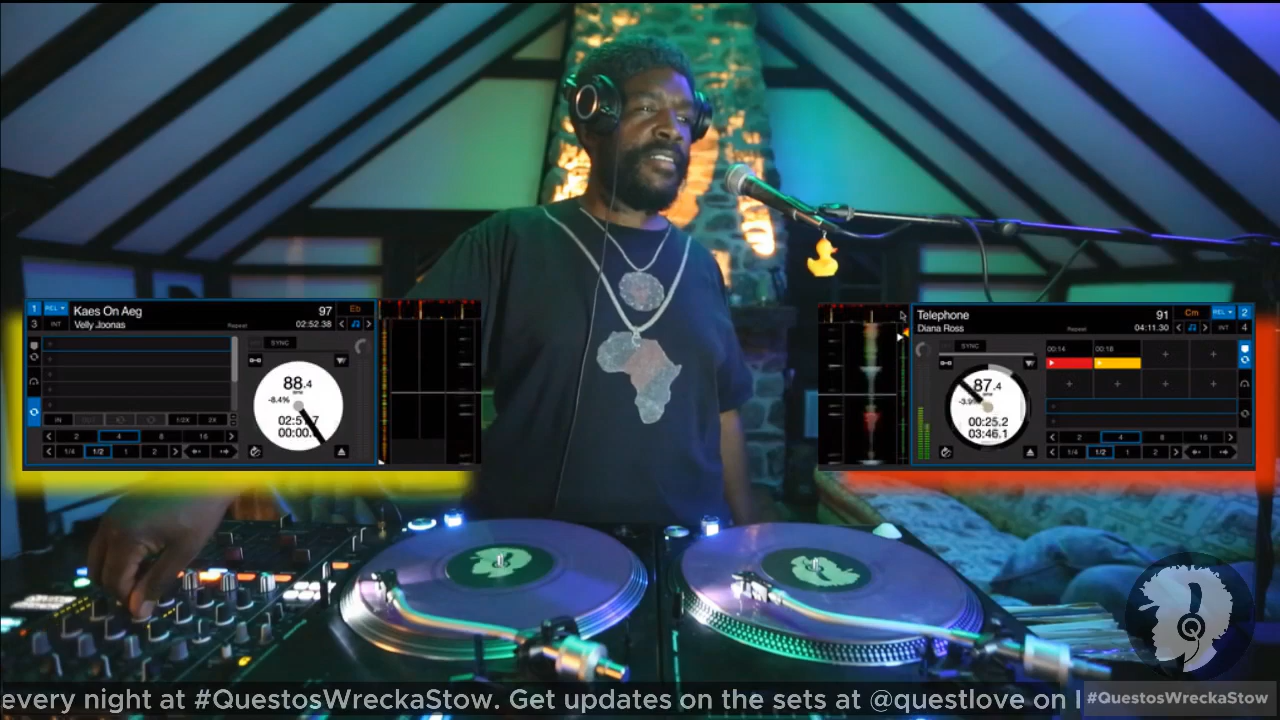 1 REL Kaes On Aeg 97 Eb
3 INT Velly Joonas Repeat 02:52.38
SYNC
88.4
BPM
-8.4%
00:00.
IN 1/2X 2X
2 4 8 16
1/4 1/2 1 2
Telephone 91 Cm REL 2
Diana Ross Repeat 04:11.30 INT 4
SYNC
00:14 00:18
87.4
00:25.2
03:46.1
2 4 8 16
1/4 1/2 1 2
Q
every night at #QuestosWreckaStow. Get updates on the sets at @questlove on I
#QuestosWreckaStow